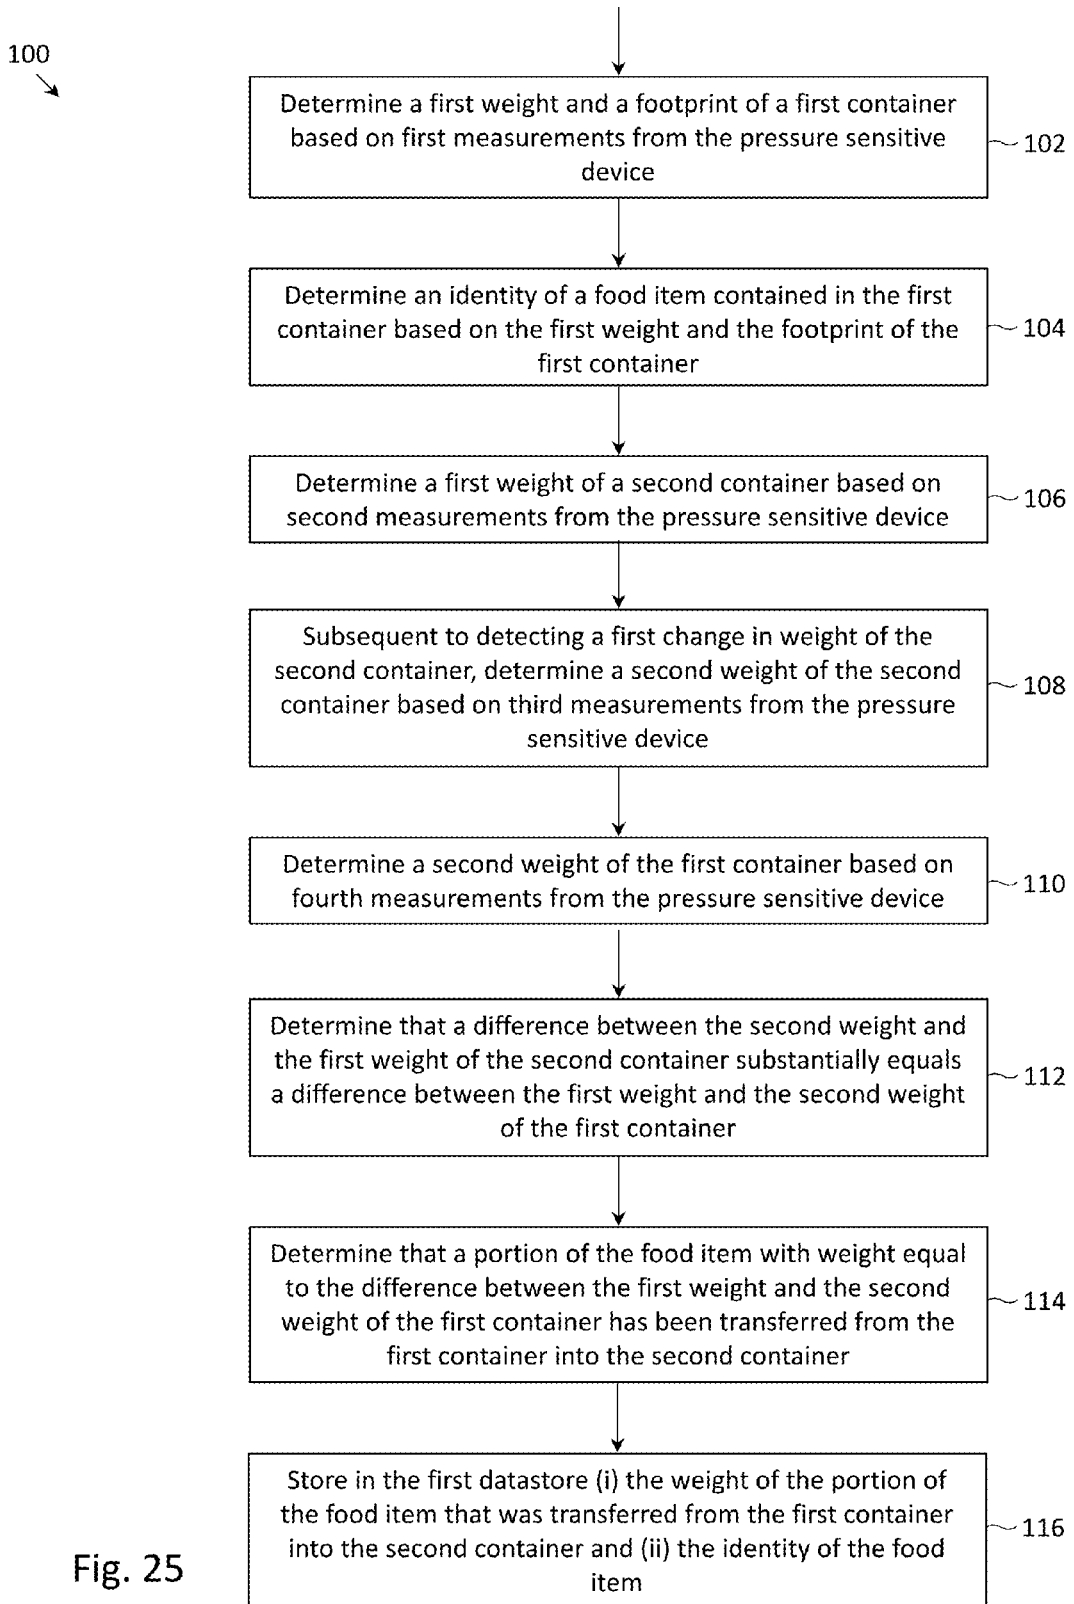 100
Determine a first weight and a footprint of a first container
based on first measurements from the pressure sensitive
device
102
Determine an identity of a food item contained in the first
container based on the first weight and the footprint of the
first container
104
Determine a first weight of a second container based on
second measurements from the pressure sensitive device
106
Subsequent to detecting a first change in weight of the
second container, determine a second weight of the second
container based on third measurements from the pressure
sensitive device
108
Determine a second weight of the first container based on
fourth measurements from the pressure sensitive device
110
Determine that a difference between the second weight and
the first weight of the second container substantially equals
a difference between the first weight and the second weight
of the first container
112
Determine that a portion of the food item with weight equal
to the difference between the first weight and the second
weight of the first container has been transferred from the
first container into the second container
114
Store in the first datastore (i) the weight of the portion of
the food item that was transferred from the first container
into the second container and (ii) the identity of the food
item
116
Fig. 25